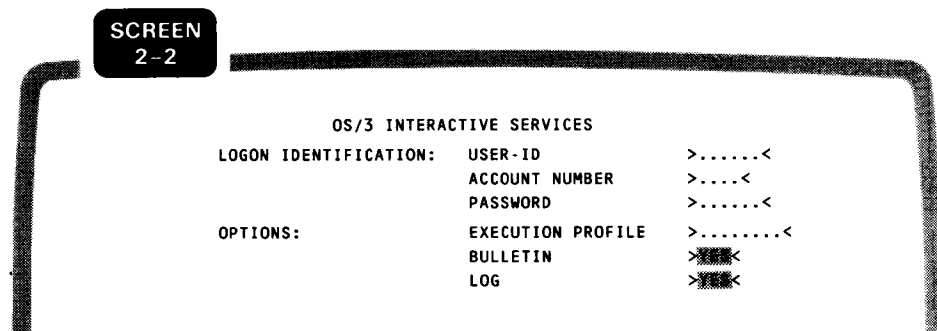 SCREEN
2-2
OS/3 INTERACTIVE SERVICES
LOGON IDENTIFICATION: USER-ID >......<
ACCOUNT NUMBER >....<
PASSWORD >......<
OPTIONS: EXECUTION PROFILE >........<
BULLETIN >YES<
LOG >YES<